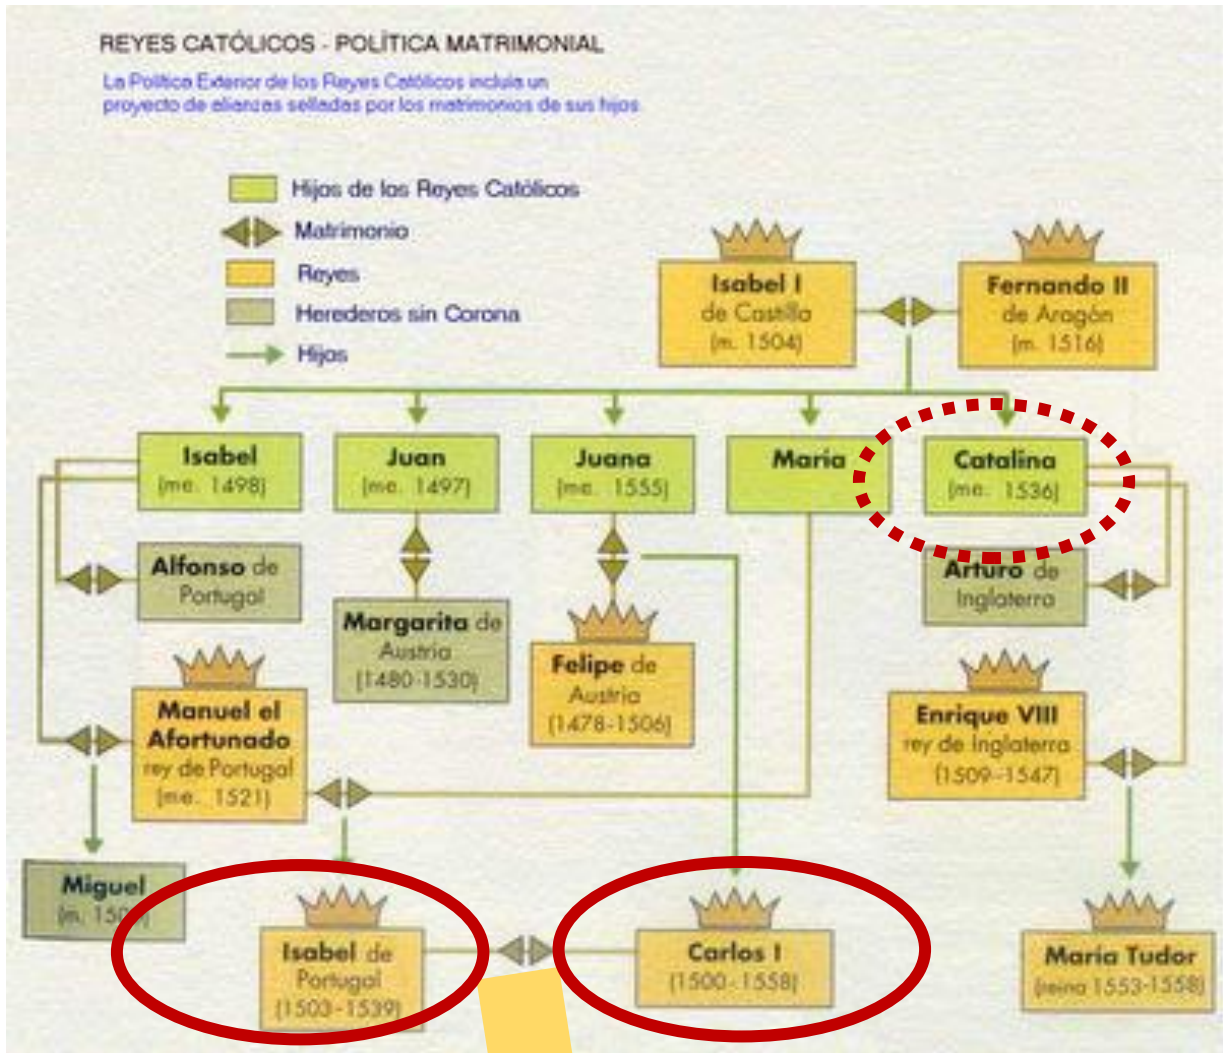 REYES CATÓLICOS - POLÍTICA MATRIMONIAL
La Política Exterior de los Reyes Católicos incluía un
proyecto de alianzas selladas por los matrimonios de sus hijos
Hijos de los Reyes Católicos
Matrimonio
Reyes
Herederos sin Corona
Hijos
Isabel I
de Castilla
(m. 1504)
Fernando II
de Aragón
(m. 1516)
Isabel
(me. 1498)
Juan
(me. 1497)
Juana
(me. 1555)
María
Catalina
(me. 1536)
Alfonso de
Portugal
Margarita de
Austria
(1480-1530)
Felipe de
Austria
(1478-1506)
Arturo de
Inglaterra
Manuel el
Afortunado
rey de Portugal
(me. 1521)
Enrique VIII
rey de Inglaterra
(1509-1547)
Miguel
(m.
Isabel de
Portugal
(1503-1539)
Carlos I
(1500-1558)
María Tudor
(reina 1553-1558)